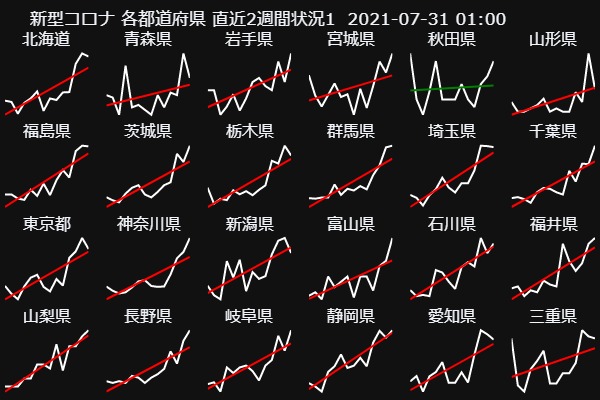 新型コロナ 各都道府県 直近2週間状況1 2021-07-31 01:00
北海道 青森県 岩手県 宮城県 秋田県 山形県
福島県 茨城県 栃木県 群馬県 埼玉県 千葉県
東京都 神奈川県 新潟県 富山県 石川県 福井県
山梨県 長野県 岐阜県 静岡県 愛知県 三重県